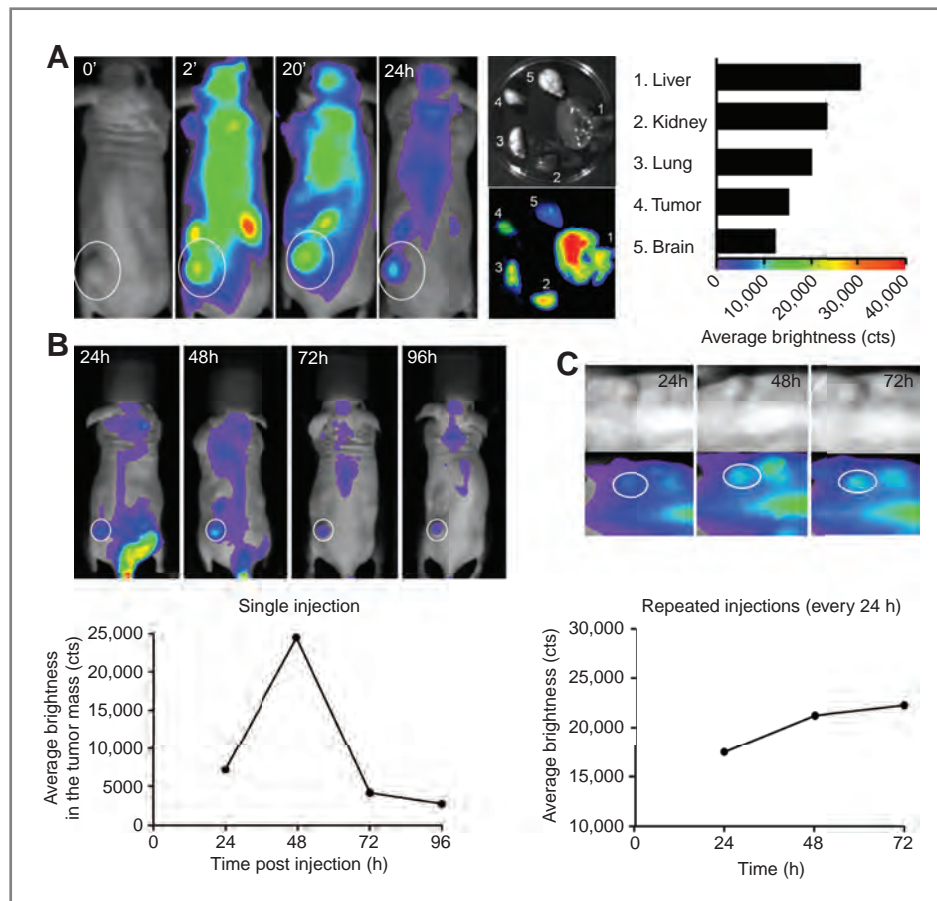 A
0'
2'
20'
24h
5
4
1
3
2
5
4
1
3
2
1. Liver
2. Kidney
3. Lung
4. Tumor
5. Brain
0
10,000
20,000
30,000
40,000
Average brightness (cts)
B
24h
48h
72h
96h
C
24h
48h
72h
Single injection
25,000
20,000
15,000
10,000
5000
0
Average brightness
in the tumor mass (cts)
0 24 48 72 96
Time post injection (h)
Repeated injections (every 24 h)
30,000
25,000
20,000
15,000
10,000
Average brightness (cts)
0 24 48 72
Time (h)